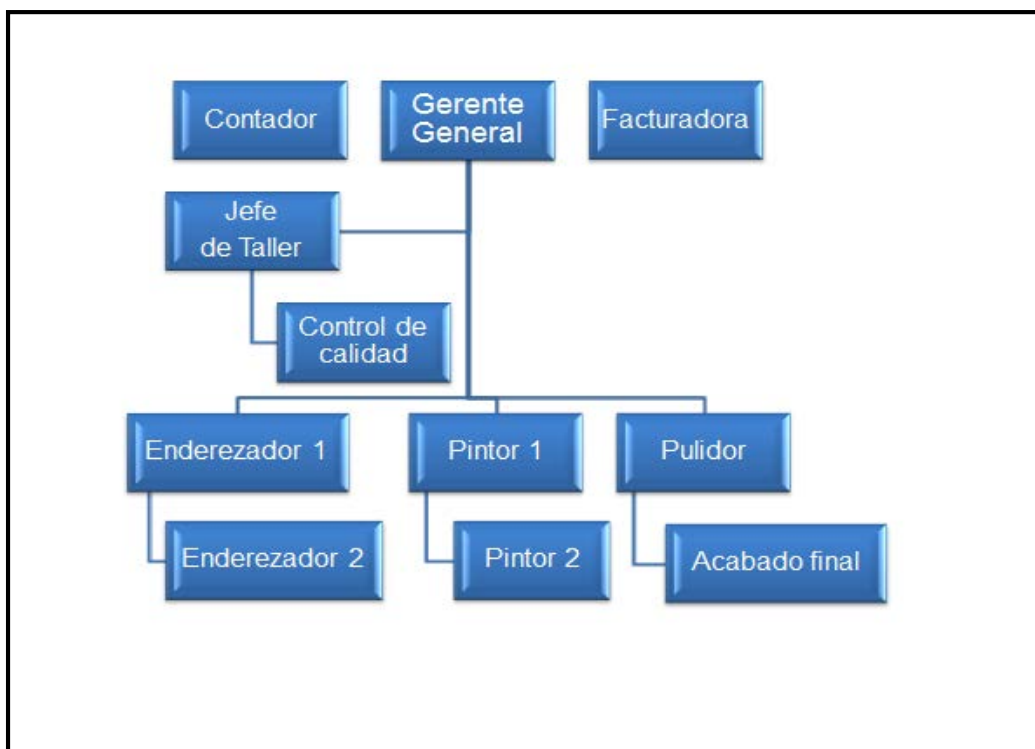 Contador
Gerente
General
Facturadora
Jefe
de Taller
Control de
calidad
Enderezador 1
Pintor 1
Pulidor
Enderezador 2
Pintor 2
Acabado final